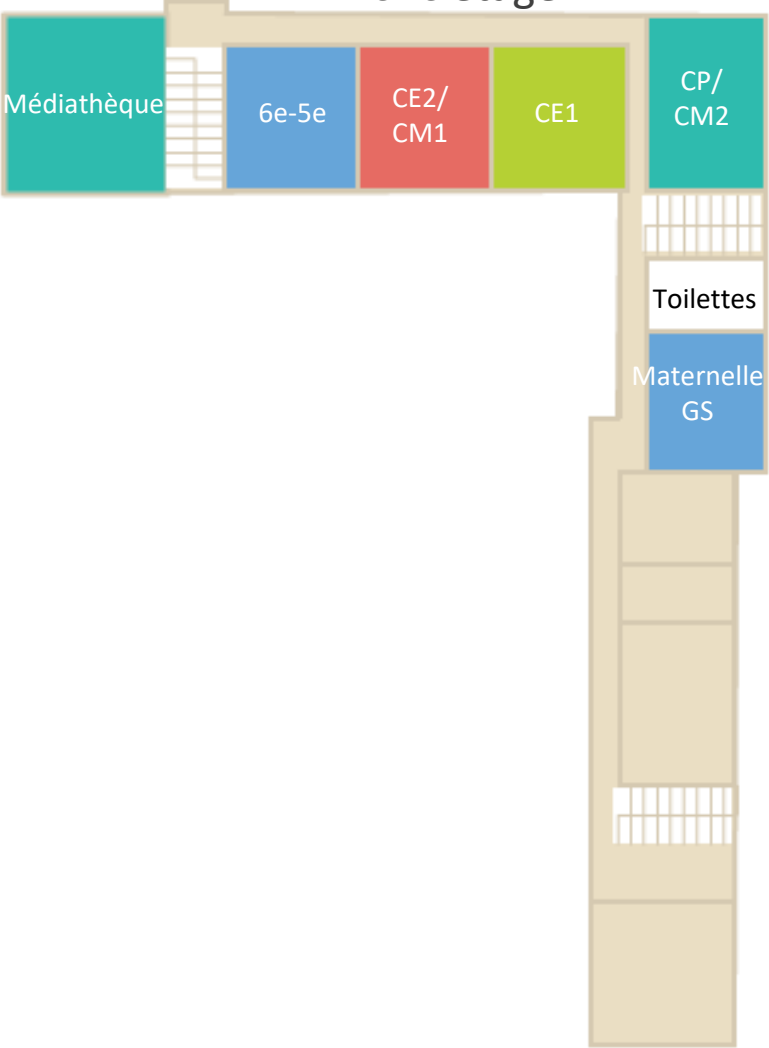 Médiathèque
6e-5e
CE2/
CM1
CE1
CP/
CM2
Toilettes
Maternelle
GS